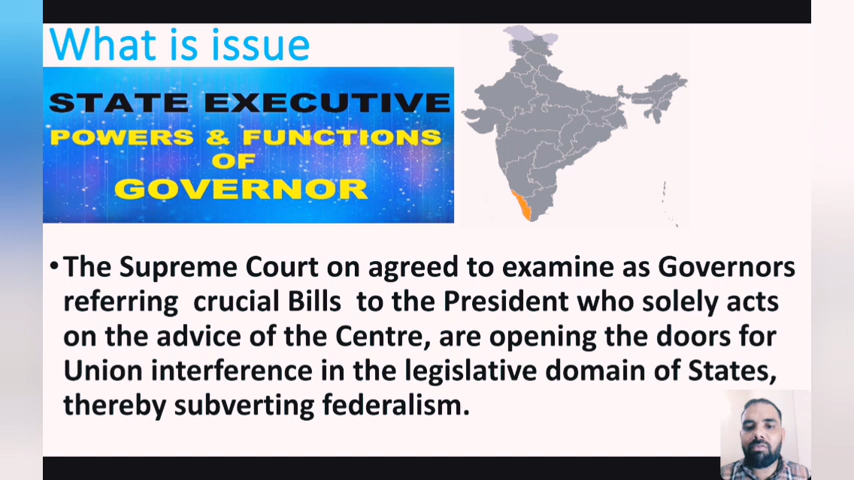 What is issue
STATE EXECUTIVE
POWERS & FUNCTIONS
OF
GOVERNOR
•The Supreme Court on agreed to examine as Governors
referring crucial Bills to the President who solely acts
on the advice of the Centre, are opening the doors for
Union interference in the legislative domain of States,
thereby subverting federalism.